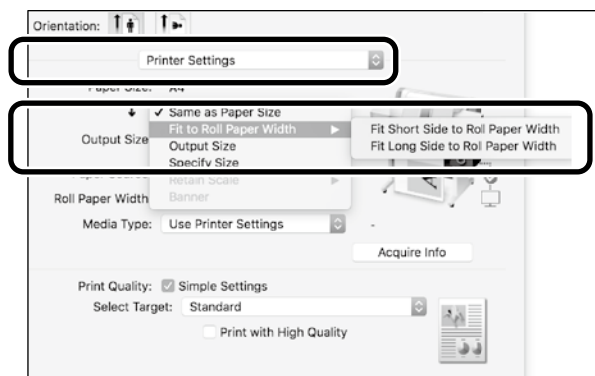 Orientation:
Printer Settings
Paper Size: A4
✓ Same as Paper Size
Fit to Roll Paper Width
Fit Short Side to Rol Paper Width
Output Size
Output Size
Fit Long Side to Rol Paper Width
Specify Size
Retain Scale
Roll Paper Width
Banner
Media Type: Use Printer Settings
-
Acquire Info
Print Quality: Simple Settings
Select Target: Standard
Print with High Quality